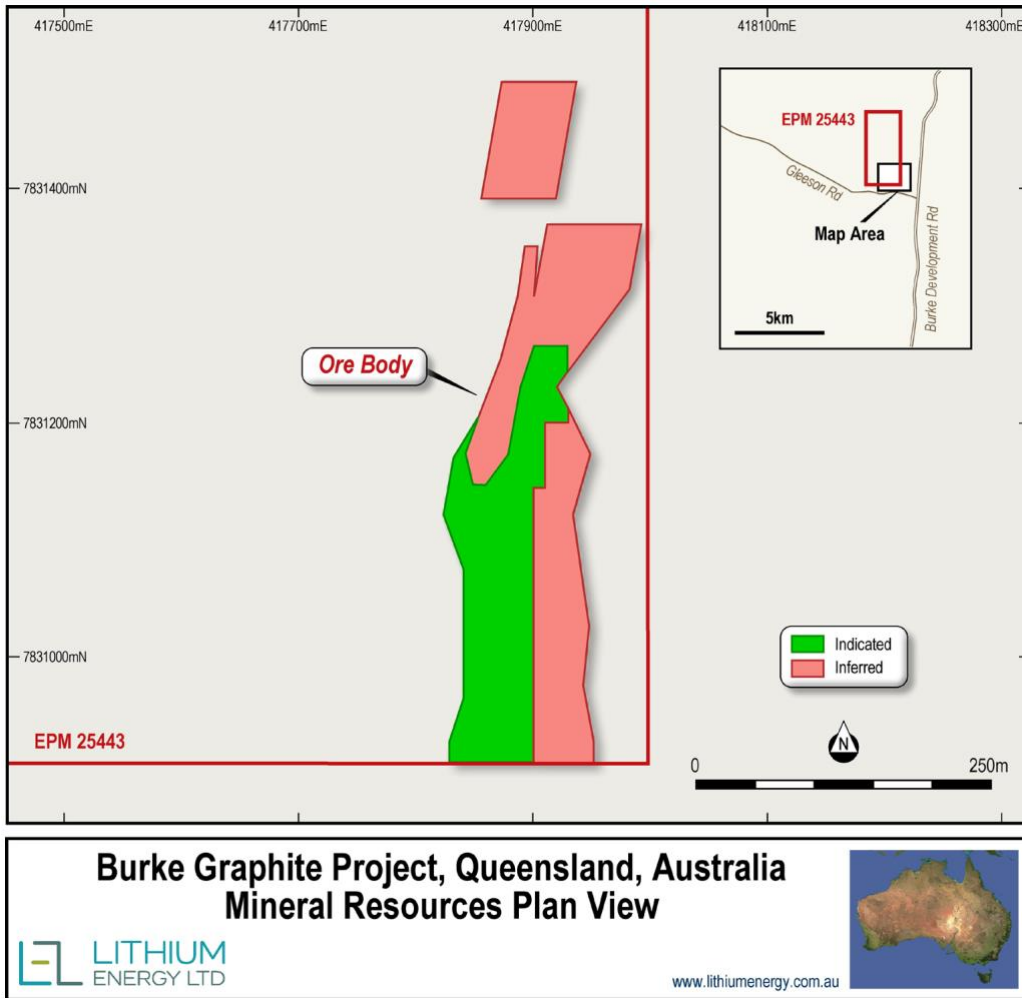 417500mE
417700mE
417900mE
418100mE
418300mE
EPM 25443
Gleeson Rd
Map Area
Burke Development Rd
5km
7831400mN
Ore Body
7831200mN
Indicated
Inferred
7831000mN
EPM 25443
N
0
250m
Burke Graphite Project, Queensland, Australia
Mineral Resources Plan View
LEL LITHIUM
ENERGY LTD
www.lithiumenergy.com.au